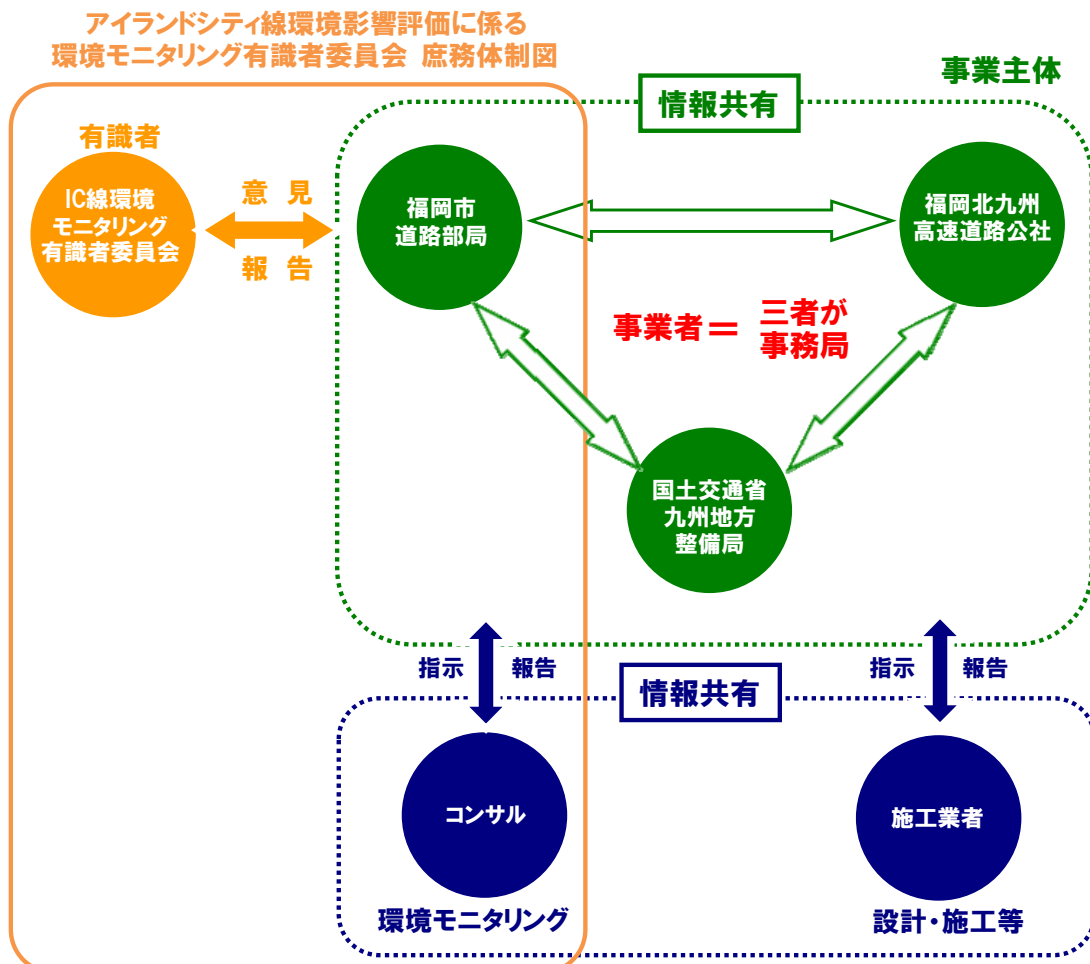 アイランドシティ線環境影響評価に係る
環境モニタリング有識者委員会 庶務体制図
事業主体
情報共有
有識者
IC線環境
モニタリング
有識者委員会
意 見
報 告
福岡市
道路部局
福岡北九州
高速道路公社
事業者＝
三者が
事務局
国土交通省
九州地方
整備局
指示
報告
指示
報告
情報共有
コンサル
施工業者
環境モニタリング
設計・施工等